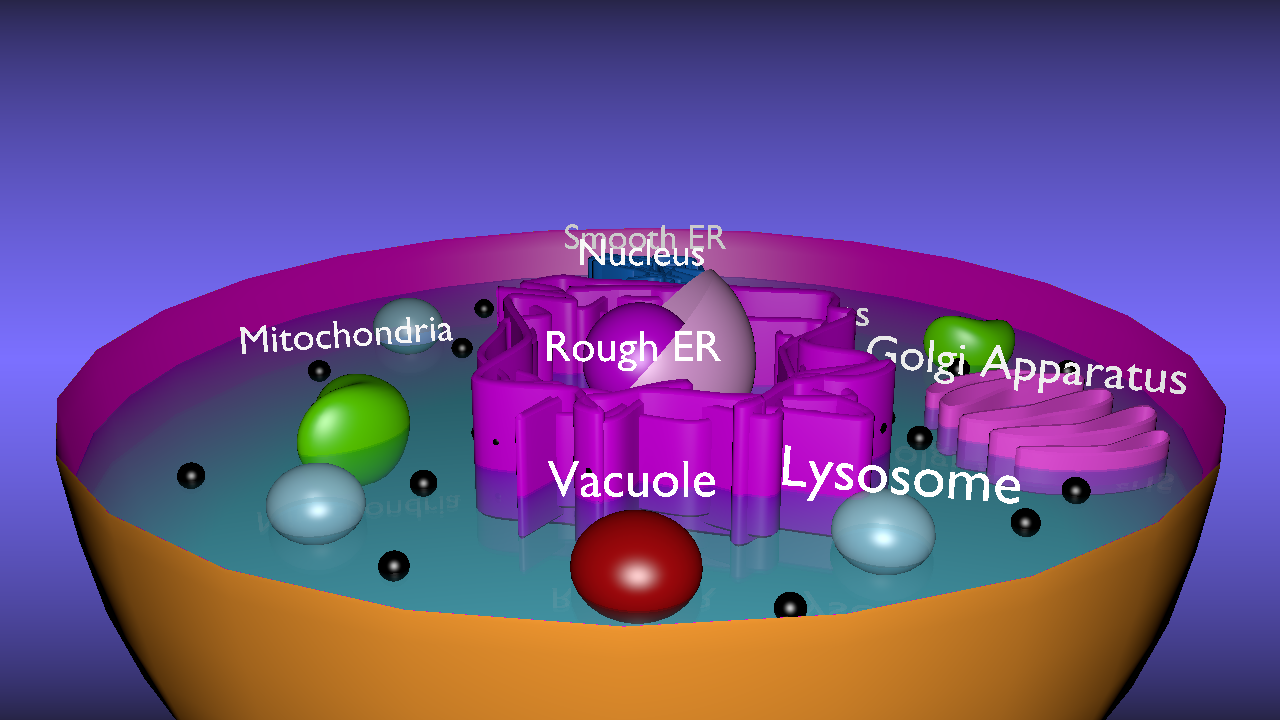 Smooth ER
Nucleus
Mitochondria
Rough ER
s
Golgi Apparatus
Vacuole
Lysosome